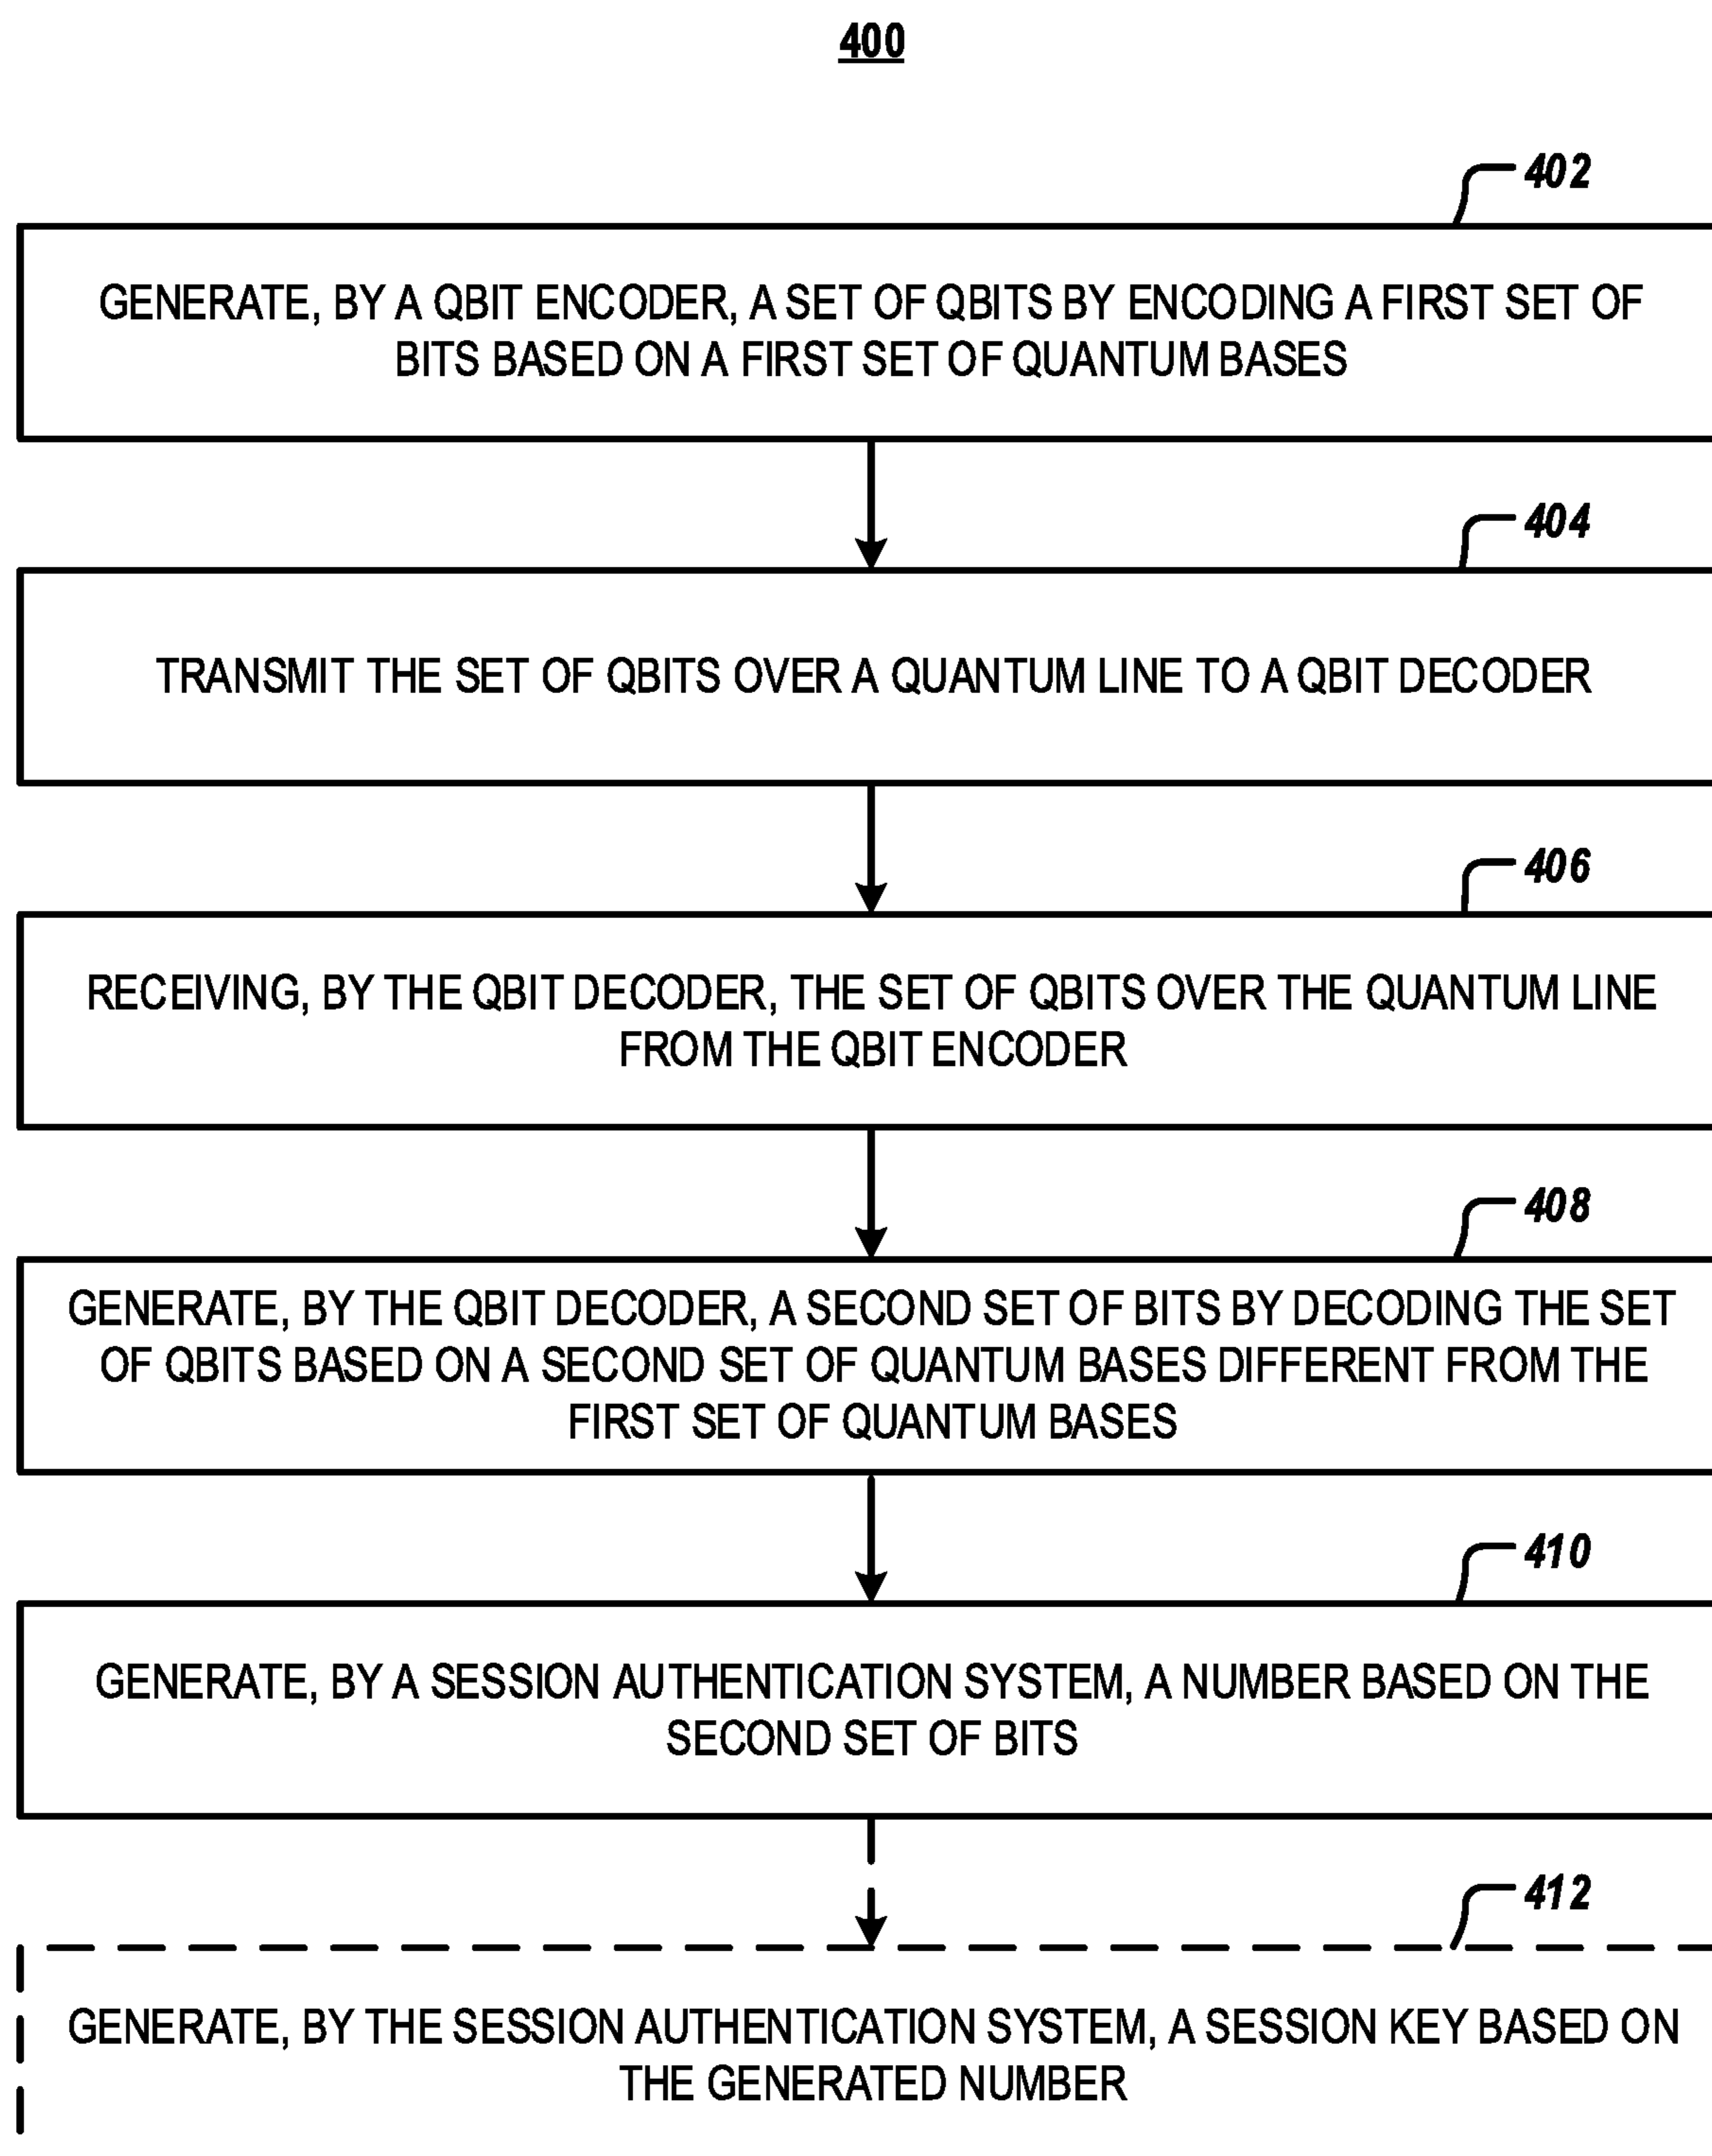 400
402
GENERATE, BY A QBIT ENCODER, A SET OF QBITS BY ENCODING A FIRST SET OF
BITS BASED ON A FIRST SET OF QUANTUM BASES
404
TRANSMIT THE SET OF QBITS OVER A QUANTUM LINE TO A QBIT DECODER
406
RECEIVING, BY THE QBIT DECODER, THE SET OF QBITS OVER THE QUANTUM LINE
FROM THE QBIT ENCODER
408
GENERATE, BY THE QBIT DECODER, A SECOND SET OF BITS BY DECODING THE SET
OF QBITS BASED ON A SECOND SET OF QUANTUM BASES DIFFERENT FROM THE
FIRST SET OF QUANTUM BASES
410
GENERATE, BY A SESSION AUTHENTICATION SYSTEM, A NUMBER BASED ON THE
SECOND SET OF BITS
412
GENERATE, BY THE SESSION AUTHENTICATION SYSTEM, A SESSION KEY BASED ON
THE GENERATED NUMBER